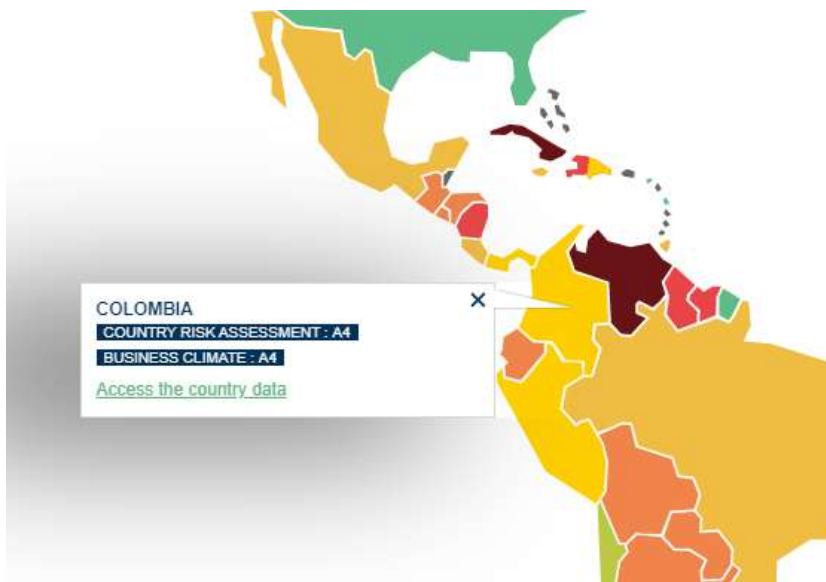 COLOMBIA
COUNTRY RISK ASSESSMENT : A4
BUSINESS CLIMATE : A4
Access the country data